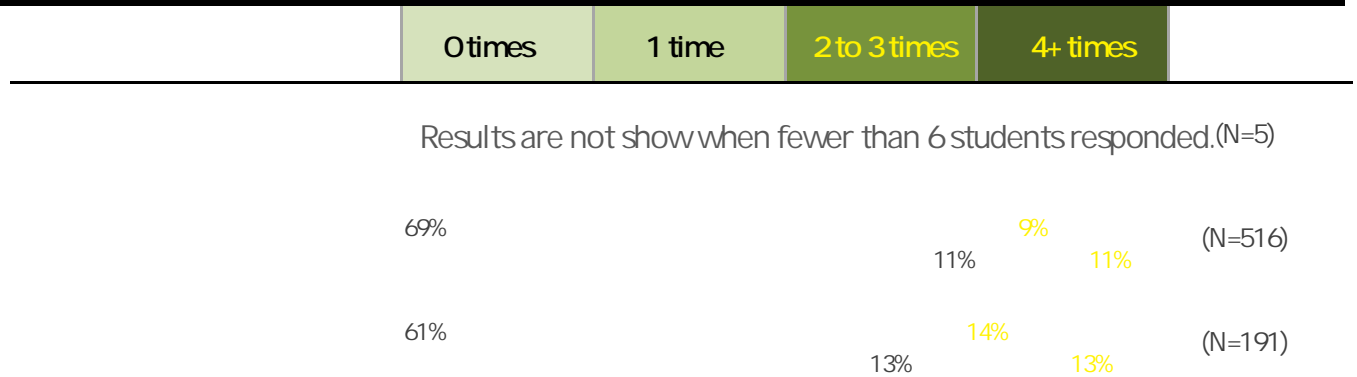 0 times 1 time 2 to 3 times 4+ times
Results are not show when fewer than 6 students responded. (N=5)
69% 9% (N=516)
11% 11%
61% 14% (N=191)
13% 13%